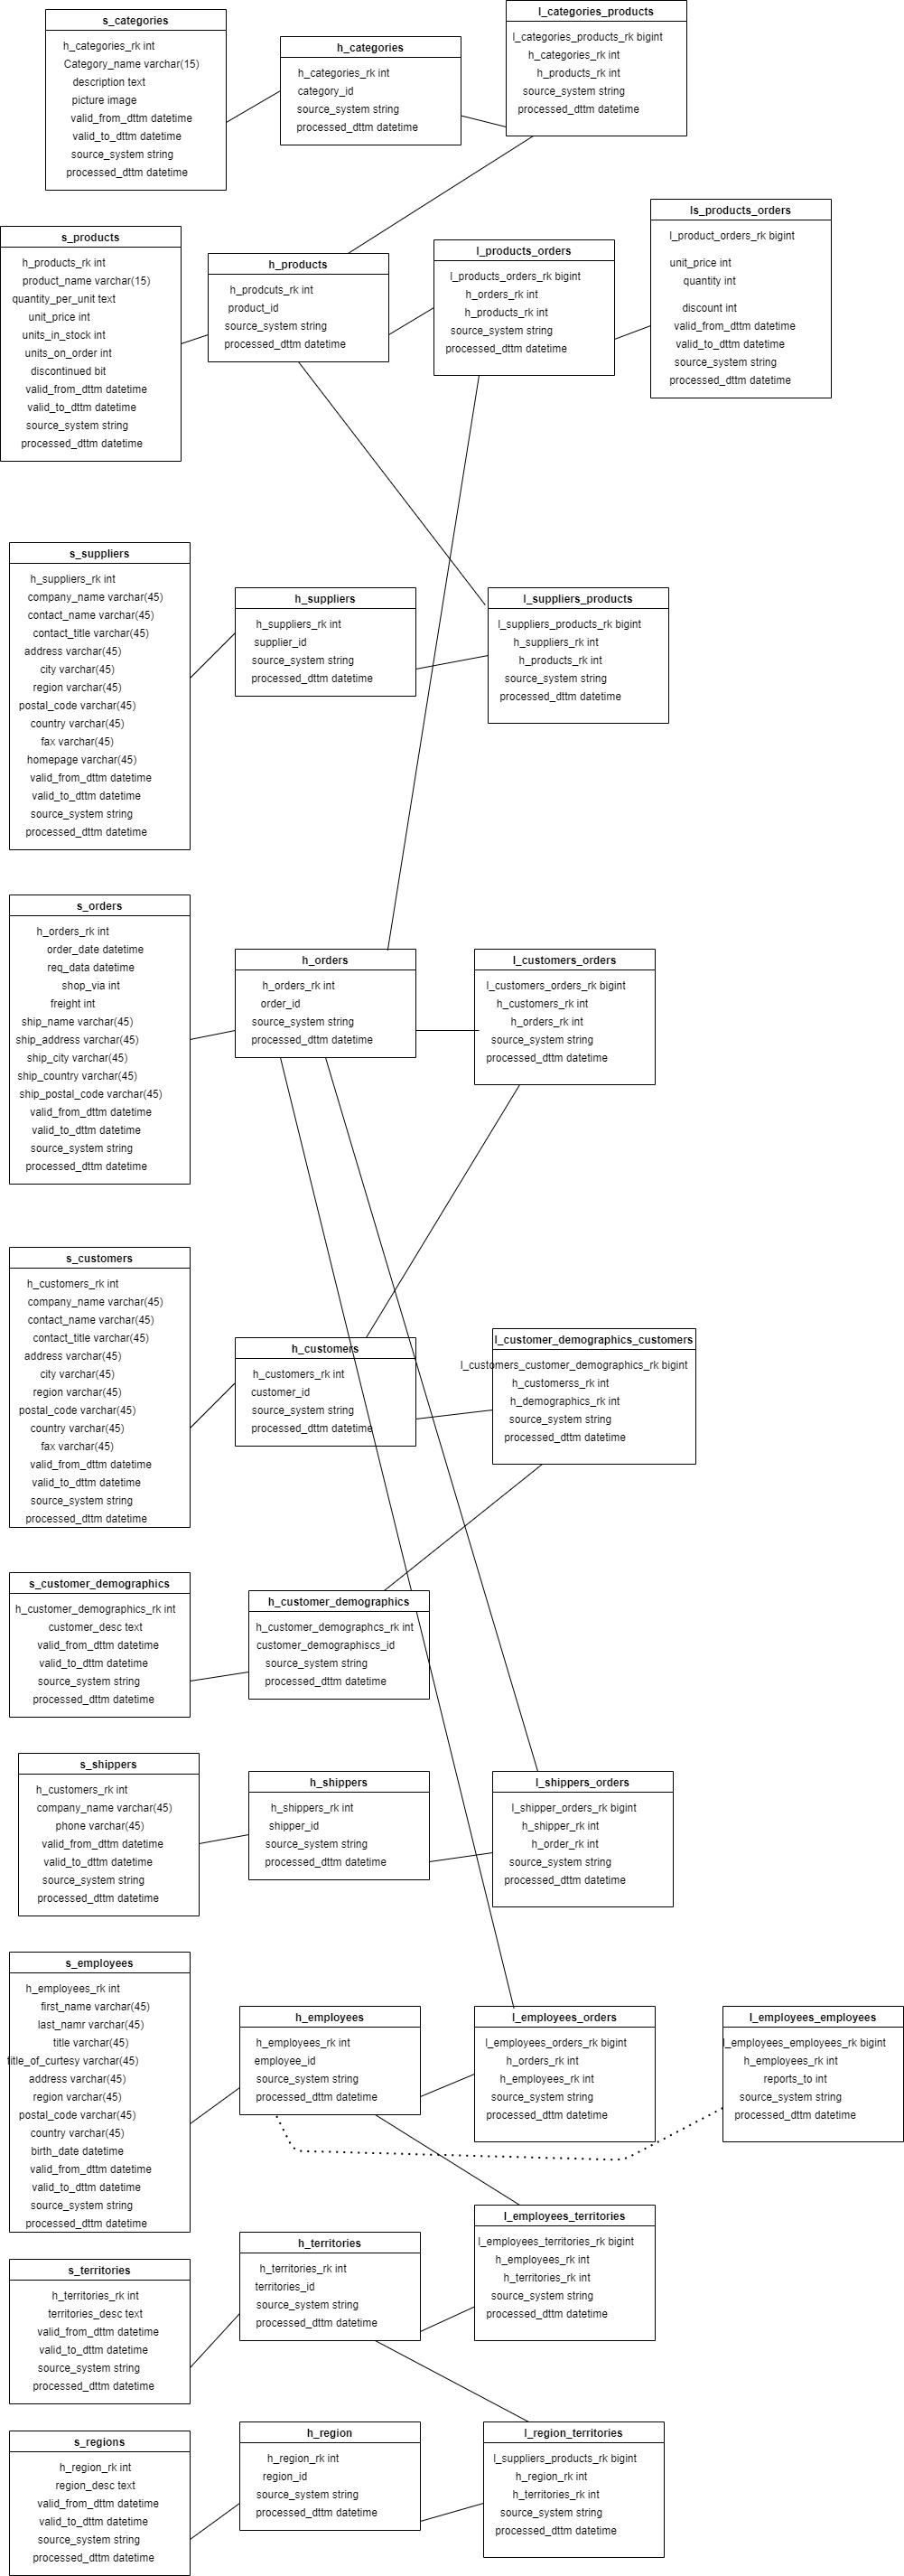 s_categories
h_categories_rk int
Category_name varchar(15)
description text
picture image
valid_from_dttm datetime
valid_to_dttm datetime
source_system string
processed_dttm datetime
h_categories
h_categories_rk int
category_id
source_system string
processed_dttm datetime
l_categories_products
l_categories_products_rk bigint
h_categories_rk int
h_products_rk int
source_system string
processed_dttm datetime
s_products
h_products_rk int
product_name varchar(15)
quantity_per_unit text
unit_price int
units_in_stock int
units_on_order int
discontinued bit
valid_from_dttm datetime
valid_to_dttm datetime
source_system string
processed_dttm datetime
h_products
h_prodcuts_rk int
product_id
source_system string
processed_dttm datetime
l_products_orders
l_products_orders_rk bigint
h_orders_rk int
h_products_rk int
source_system string
processed_dttm datetime
ls_products_orders
l_product_orders_rk bigint
unit_price int
quantity int
discount int
valid_from_dttm datetime
valid_to_dttm datetime
source_system string
processed_dttm datetime
s_suppliers
h_suppliers_rk int
company_name varchar(45)
contact_name varchar(45)
contact_title varchar(45)
address varchar(45)
city varchar(45)
region varchar(45)
postal_code varchar(45)
country varchar(45)
fax varchar(45)
homepage varchar(45)
valid_from_dttm datetime
valid_to_dttm datetime
source_system string
processed_dttm datetime
h_suppliers
h_suppliers_rk int
supplier_id
source_system string
processed_dttm datetime
l_suppliers_products
l_suppliers_products_rk bigint
h_suppliers_rk int
h_products_rk int
source_system string
processed_dttm datetime
s_orders
h_orders_rk int
order_date datetime
req_data datetime
shop_via int
freight int
ship_name varchar(45)
ship_address varchar(45)
ship_city varchar(45)
ship_country varchar(45)
ship_postal_code varchar(45)
valid_from_dttm datetime
valid_to_dttm datetime
source_system string
processed_dttm datetime
h_orders
h_orders_rk int
order_id
source_system string
processed_dttm datetime
l_customers_orders
l_customers_orders_rk bigint
h_customers_rk int
h_orders_rk int
source_system string
processed_dttm datetime
s_customers
h_customers_rk int
company_name varchar(45)
contact_name varchar(45)
contact_title varchar(45)
address varchar(45)
city varchar(45)
region varchar(45)
postal_code varchar(45)
country varchar(45)
fax varchar(45)
valid_from_dttm datetime
valid_to_dttm datetime
source_system string
processed_dttm datetime
h_customers
h_customers_rk int
customer_id
source_system string
processed_dttm datetime
l_customer_demographics_customers
l_customers_customer_demographics_rk bigint
h_customerss_rk int
h_demographics_rk int
source_system string
processed_dttm datetime
s_customer_demographics
h_customer_demographics_rk int
customer_desc text
valid_from_dttm datetime
valid_to_dttm datetime
source_system string
processed_dttm datetime
h_customer_demographics
h_customer_demographcs_rk int
customer_demographiscs_id
source_system string
processed_dttm datetime
s_shippers
h_customers_rk int
company_name varchar(45)
phone varchar(45)
valid_from_dttm datetime
valid_to_dttm datetime
source_system string
processed_dttm datetime
h_shippers
h_shippers_rk int
shipper_id
source_system string
processed_dttm datetime
l_shippers_orders
l_shipper_orders_rk bigint
h_shipper_rk int
h_order_rk int
source_system string
processed_dttm datetime
s_employees
h_employees_rk int
first_name varchar(45)
last_namr varchar(45)
title varchar(45)
title_of_curtesy varchar(45)
address varchar(45)
region varchar(45)
postal_code varchar(45)
country varchar(45)
birth_date datetime
valid_from_dttm datetime
valid_to_dttm datetime
source_system string
processed_dttm datetime
h_employees
h_employees_rk int
employee_id
source_system string
processed_dttm datetime
l_employees_orders
l_employees_orders_rk bigint
h_orders_rk int
h_employees_rk int
source_system string
processed_dttm datetime
l_employees_employees
l_employees_employees_rk bigint
h_employees_rk int
reports_to int
source_system string
processed_dttm datetime
s_territories
h_territories_rk int
territories_desc text
valid_from_dttm datetime
valid_to_dttm datetime
source_system string
processed_dttm datetime
h_territories
h_territories_rk int
territories_id
source_system string
processed_dttm datetime
l_employees_territories
l_employees_territories_rk bigint
h_employees_rk int
h_territories_rk int
source_system string
processed_dttm datetime
s_regions
h_region_rk int
region_desc text
valid_from_dttm datetime
valid_to_dttm datetime
source_system string
processed_dttm datetime
h_region
h_region_rk int
region_id
source_system string
processed_dttm datetime
l_region_territories
l_suppliers_products_rk bigint
h_region_rk int
h_territories_rk int
source_system string
processed_dttm datetime